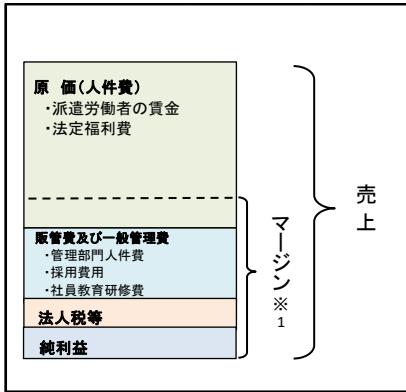 原　価（人件費）
・派遣労働者の賃金
・法定福利費
販管費及び一般管理費
・管理部門人件費
・採用費用
・社員教育研修費
法人税等
純利益
マージン※1
売上